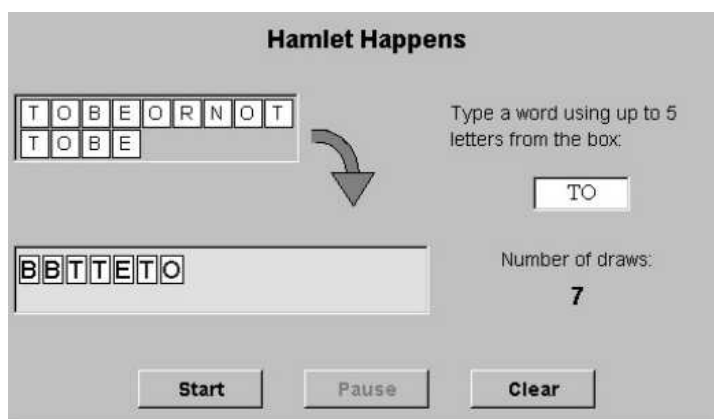 Hamlet Happens
TOBEORNOT
TOBE
Type a word using up to 5
letters from the box:
TO
BBTTETO
Number of draws:
7
Start
Pause
Clear